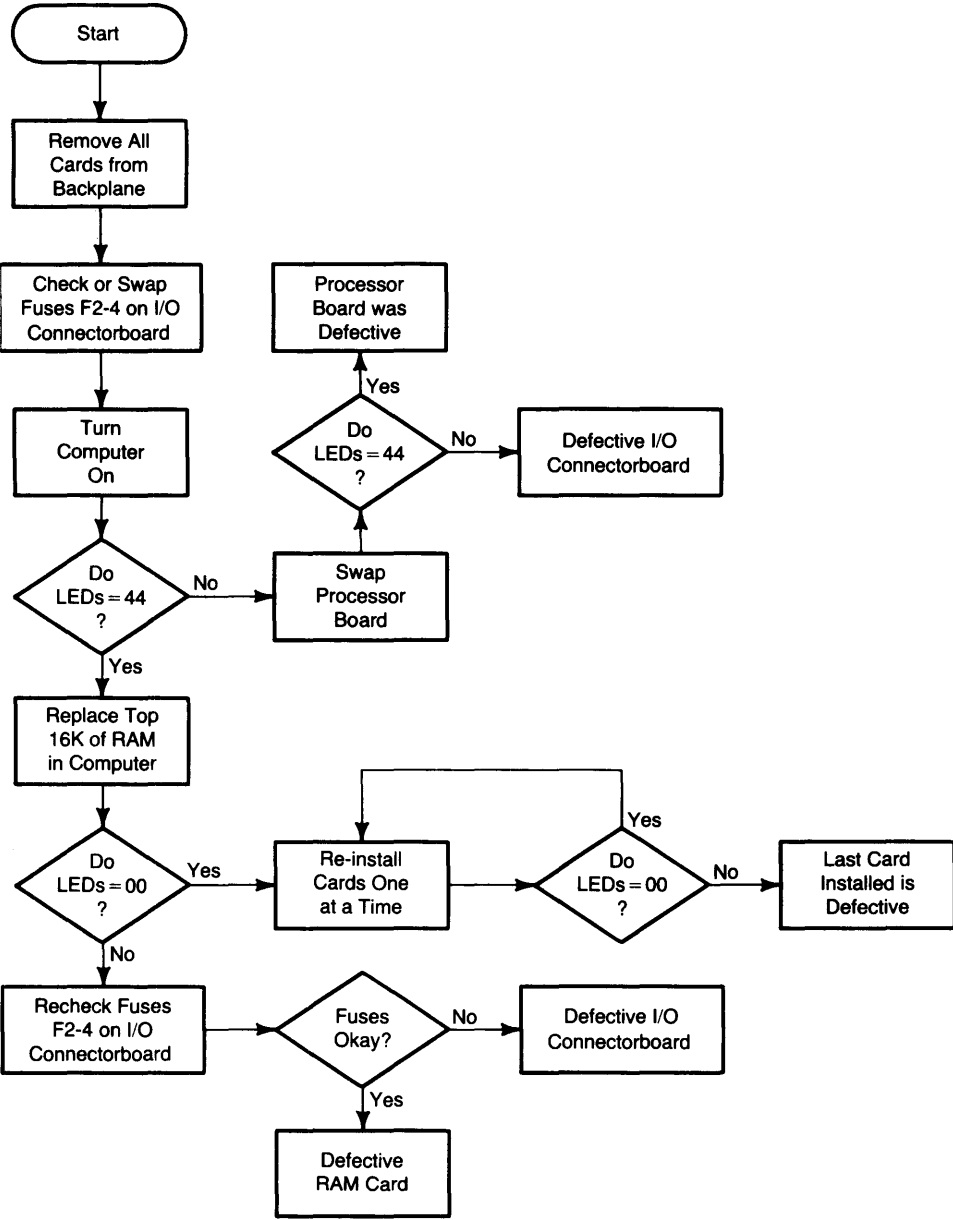 Start
Remove All
Cards from
Backplane
Check or Swap
Fuses F2-4 on I/O
Connectorboard
Processor
Board was
Defective
Yes
Turn
Computer
On
Do
LEDs = 44
?
No
Defective I/O
Connectorboard
Do
LEDs = 44
?
No
Swap
Processor
Board
Yes
Replace Top
16K of RAM
in Computer
Do
LEDs = 00
?
Yes
Re-install
Cards One
at a Time
Yes
Do
LEDs = 00
?
No
Last Card
Installed is
Defective
No
Recheck Fuses
F2-4 on I/O
Connectorboard
Fuses
Okay?
No
Defective I/O
Connectorboard
Yes
Defective
RAM Card